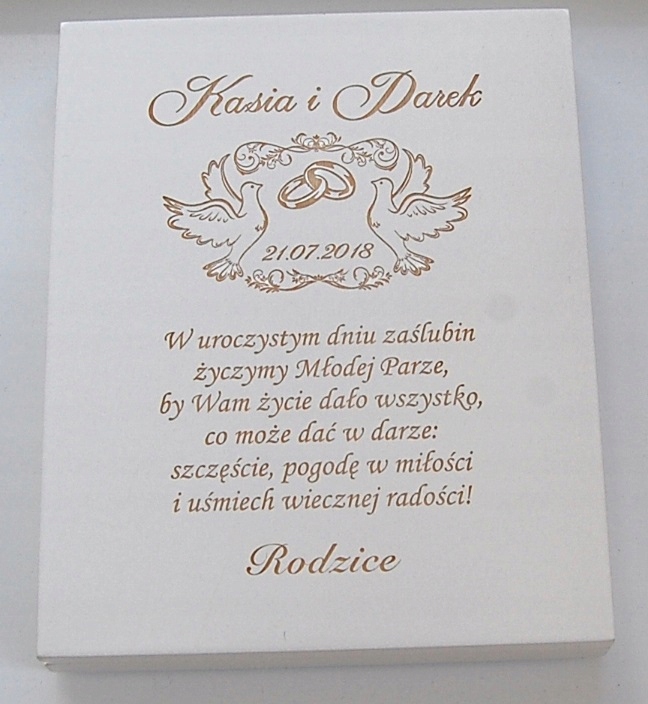 Kasia i Darek
21.07.2018
W uroczystym dniu zaślubin
życzymy Młodej Parze,
by Wam życie dało wszystko,
co może dać w darze:
szczęście, pogodę w miłości
i uśmiech wiecznej radości!
Rodzice